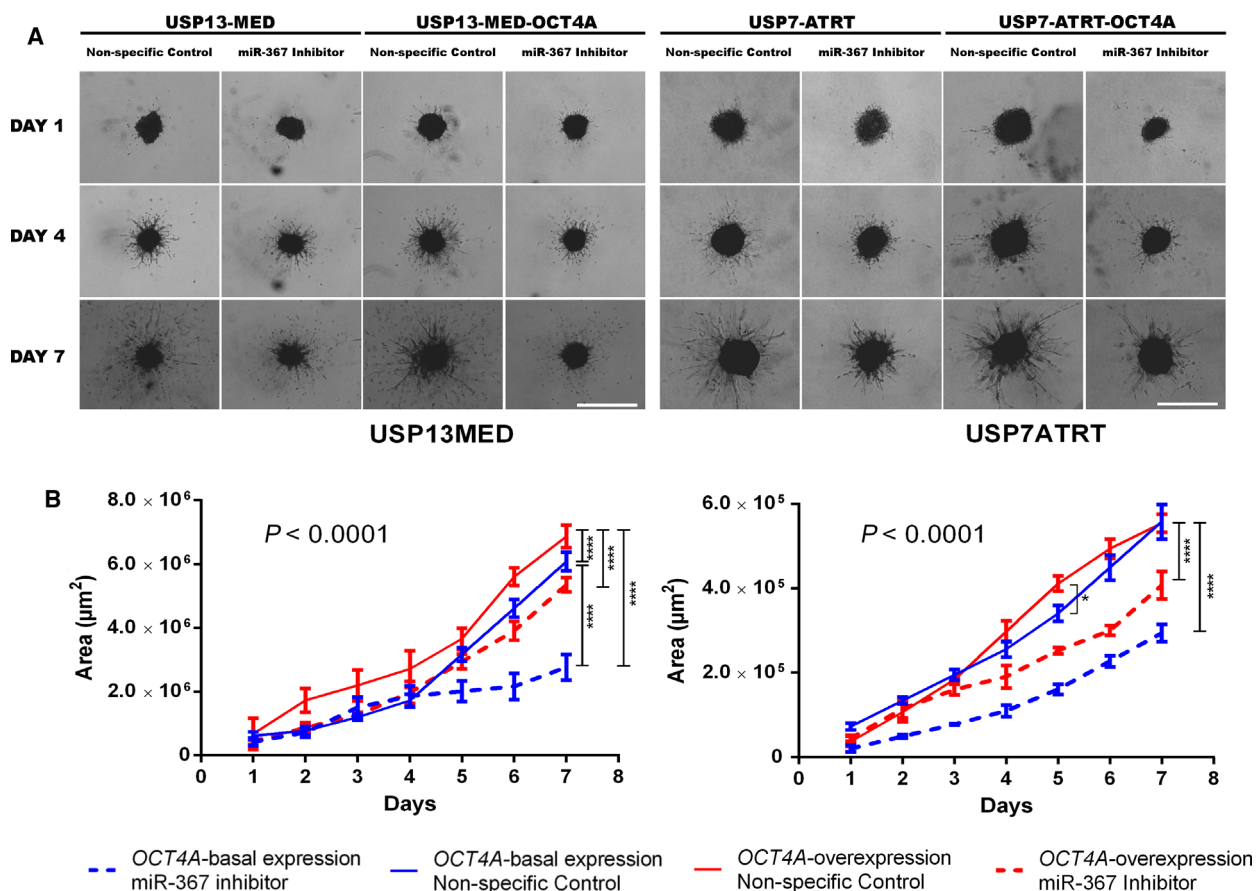 A
USP13-MED USP13-MED-OCT4A USP7-ATRT USP7-ATRT-OCT4A
Non-specific Control miR-367 Inhibitor Non-specific Control miR-367 Inhibitor Non-specific Control miR-367 Inhibitor Non-specific Control miR-367 Inhibitor
DAY 1
DAY 4
DAY 7
USP13MED USP7ATRT
B
Area (µm²)
8.0 × 10⁶
6.0 × 10⁶
4.0 × 10⁶
2.0 × 10⁶
0
P < 0.0001
**** **** **** ****
0 1 2 3 4 5 6 7 8
Days
Area (µm²)
6.0 × 10⁵
4.0 × 10⁵
2.0 × 10⁵
0
P < 0.0001
* **** ****
0 1 2 3 4 5 6 7 8
Days
OCT4A-basal expression
miR-367 inhibitor
OCT4A-basal expression
Non-specific Control
OCT4A-overexpression
Non-specific Control
OCT4A-overexpression
miR-367 inhibitor